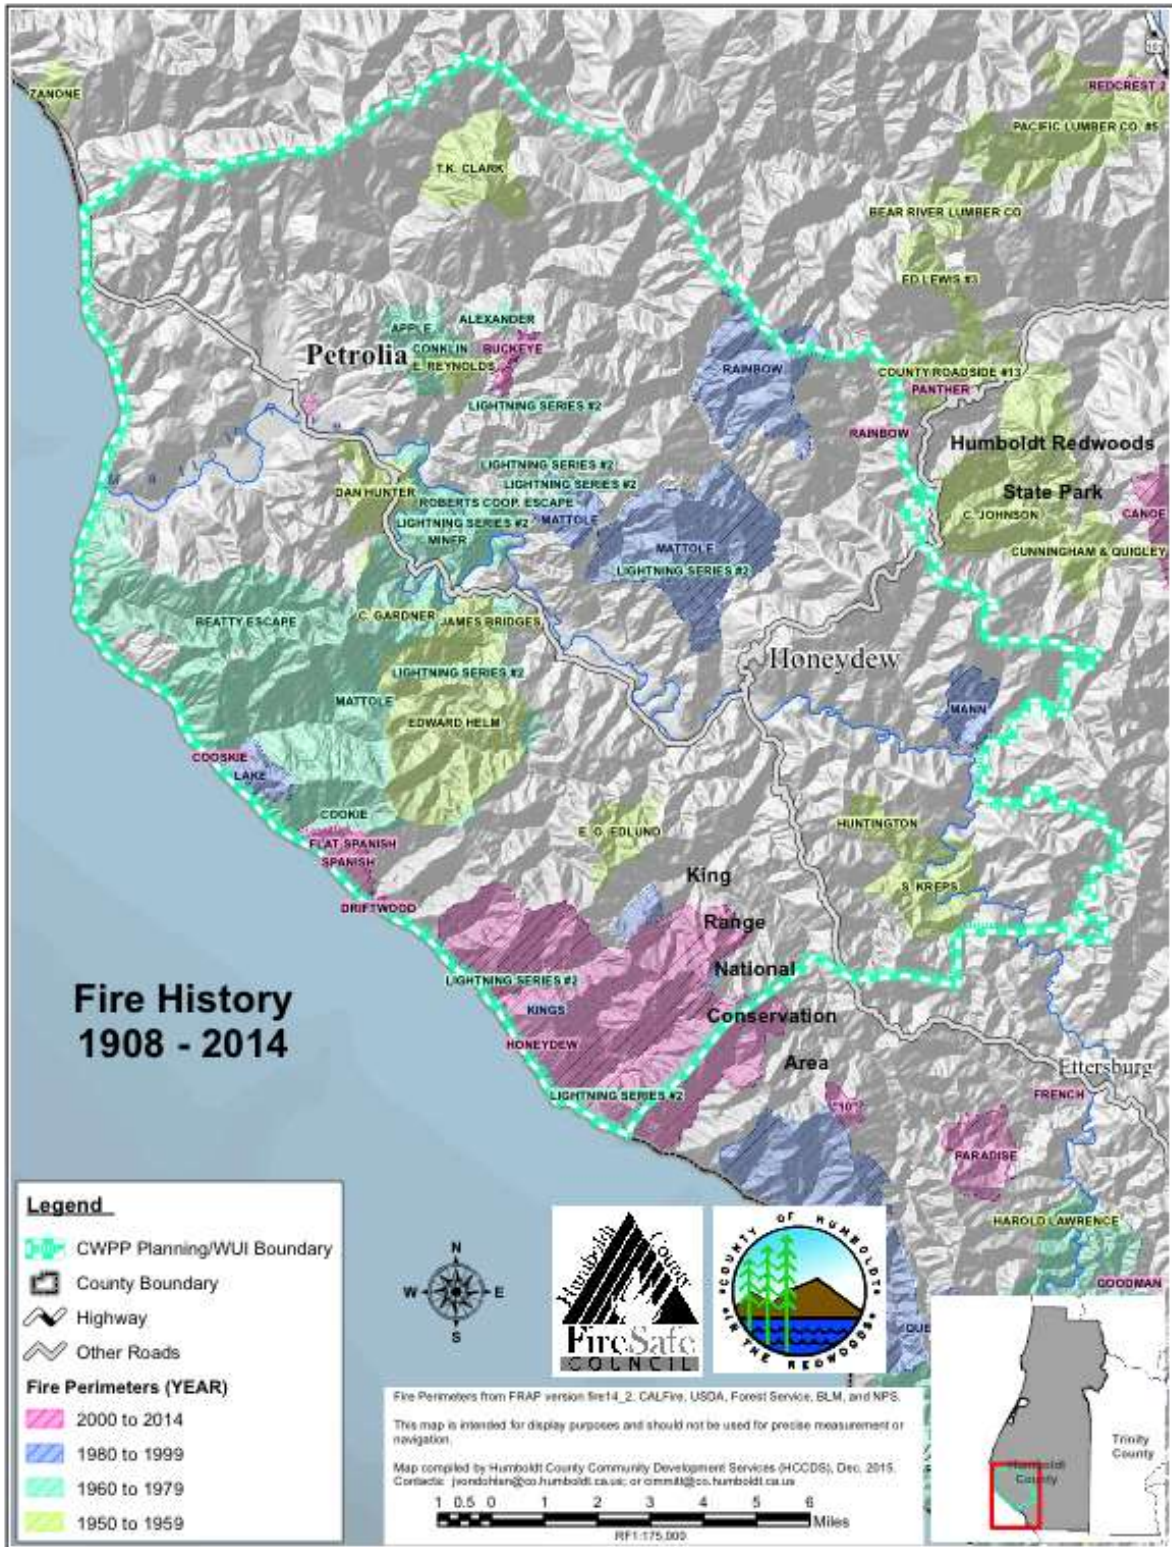 101
ZANONE
REDCREST 2
PACIFIC LUMBER CO. #5
T.K. CLARK
BEAR RIVER LUMBER CO
ED LEWIS #3
ALEXANDER
APPLE
CONKLIN
BUCKEYE
Petrolia
E. REYNOLDS
RAINBOW
COUNTY ROADSIDE #13
PANTHER
LIGHTNING SERIES #2
RAINBOW
Humboldt Redwoods
State Park
LIGHTNING SERIES #2
LIGHTNING SERIES #2
DAN HUNTER
ROBERTS COOP. ESCAPE
LIGHTNING SERIES #2
MATTOLE
MINER
C. JOHNSON
CANOE
MATTOLE
CUNNINGHAM & QUIGLEY
LIGHTNING SERIES #2
C. GARDNER
JAMES BRIDGES
BEATTY ESCAPE
Honeydew
LIGHTNING SERIES #2
MATTOLE
MANN
EDWARD HELM
COOSKIE
LAKE
COOKIE
HUNTINGTON
E. O. EDLUND
FLAT SPANISH
SPANISH
King
S. KREPS
DRIFTWOOD
Range
National
LIGHTNING SERIES #2
Fire History
1908 - 2014
KINGS
Conservation
HONEYDEW
Area
Ettersburg
LIGHTNING SERIES #2
FRENCH
"10"
PARADISE
HAROLD LAWRENCE
GOODMAN
QUE
Legend
CWPP Planning/WUI Boundary
County Boundary
Highway
Other Roads
Fire Perimeters (YEAR)
2000 to 2014
1980 to 1999
1960 to 1979
1950 to 1959
N
W E
S
Humboldt County
FireSafe
COUNCIL
COUNTY OF HUMBOLDT
IN THE REDWOODS
Fire Perimeters from FRAP version fire14_2. CALFire, USDA, Forest Service, BLM, and NPS.
This map is intended for display purposes and should not be used for precise measurement or
navigation.
Map compiled by Humboldt County Community Development Services (HCCDS), Dec. 2015.
Contacts:
1 0.5 0 1 2 3 4 5 6
Miles
RF1:175,000
Humboldt
County
Trinity
County